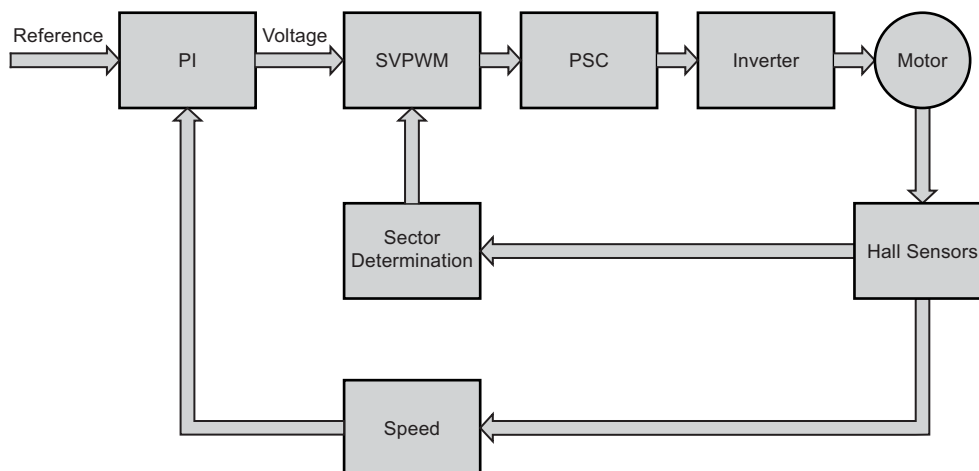 Reference
PI
Voltage
SVPWM
PSC
Inverter
Motor
Sector
Determination
Hall Sensors
Speed